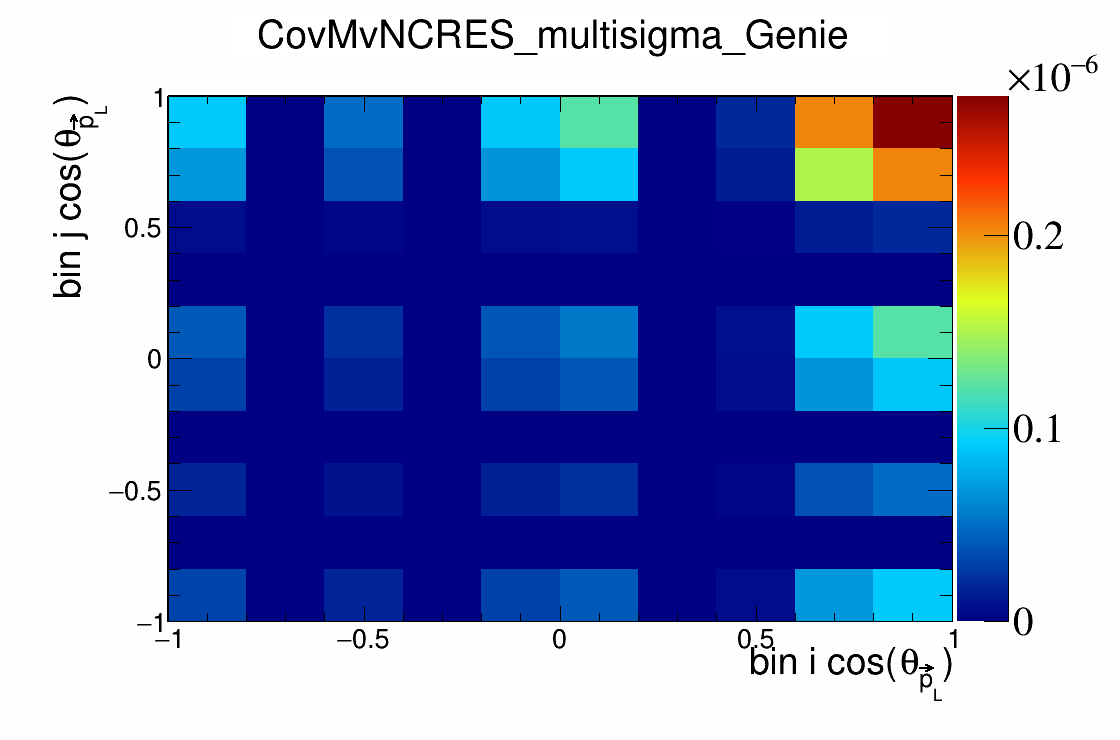 CovMvNCRES_multisigma_Genie
×10⁻⁶
bin j cos(θ_p⃗_L)
1
0.5
0
−0.5
−1
−1 −0.5 0 0.5 1
bin i cos(θ_p⃗_L)
0.2
0.1
0